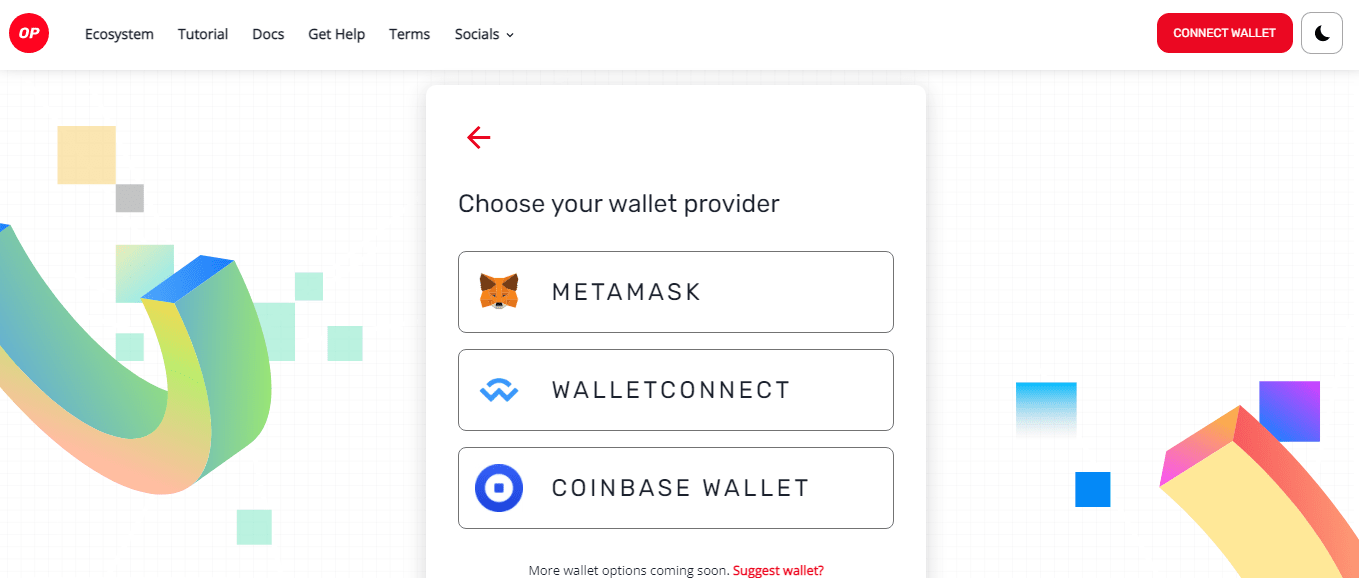 OP Ecosystem Tutorial Docs Get Help Terms Socials CONNECT WALLET
Choose your wallet provider
METAMASK
WALLETCONNECT
COINBASE WALLET
More wallet options coming soon. Suggest wallet?